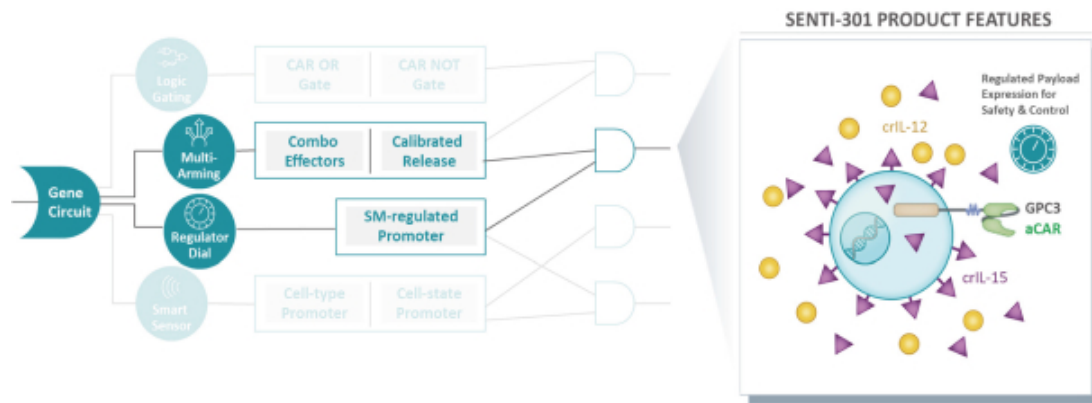 SENTI-301 PRODUCT FEATURES
Logic
Gating
CAR OR
Gate
CAR NOT
Gate
Multi-
Arming
Combo
Effectors
Calibrated
Release
Gene
Circuit
Regulator
Dial
SM-regulated
Promoter
Smart
Sensor
Cell-type
Promoter
Cell-state
Promoter
Regulated Payload
Expression for
Safety & Control
crIL-12
GPC3
aCAR
crIL-15